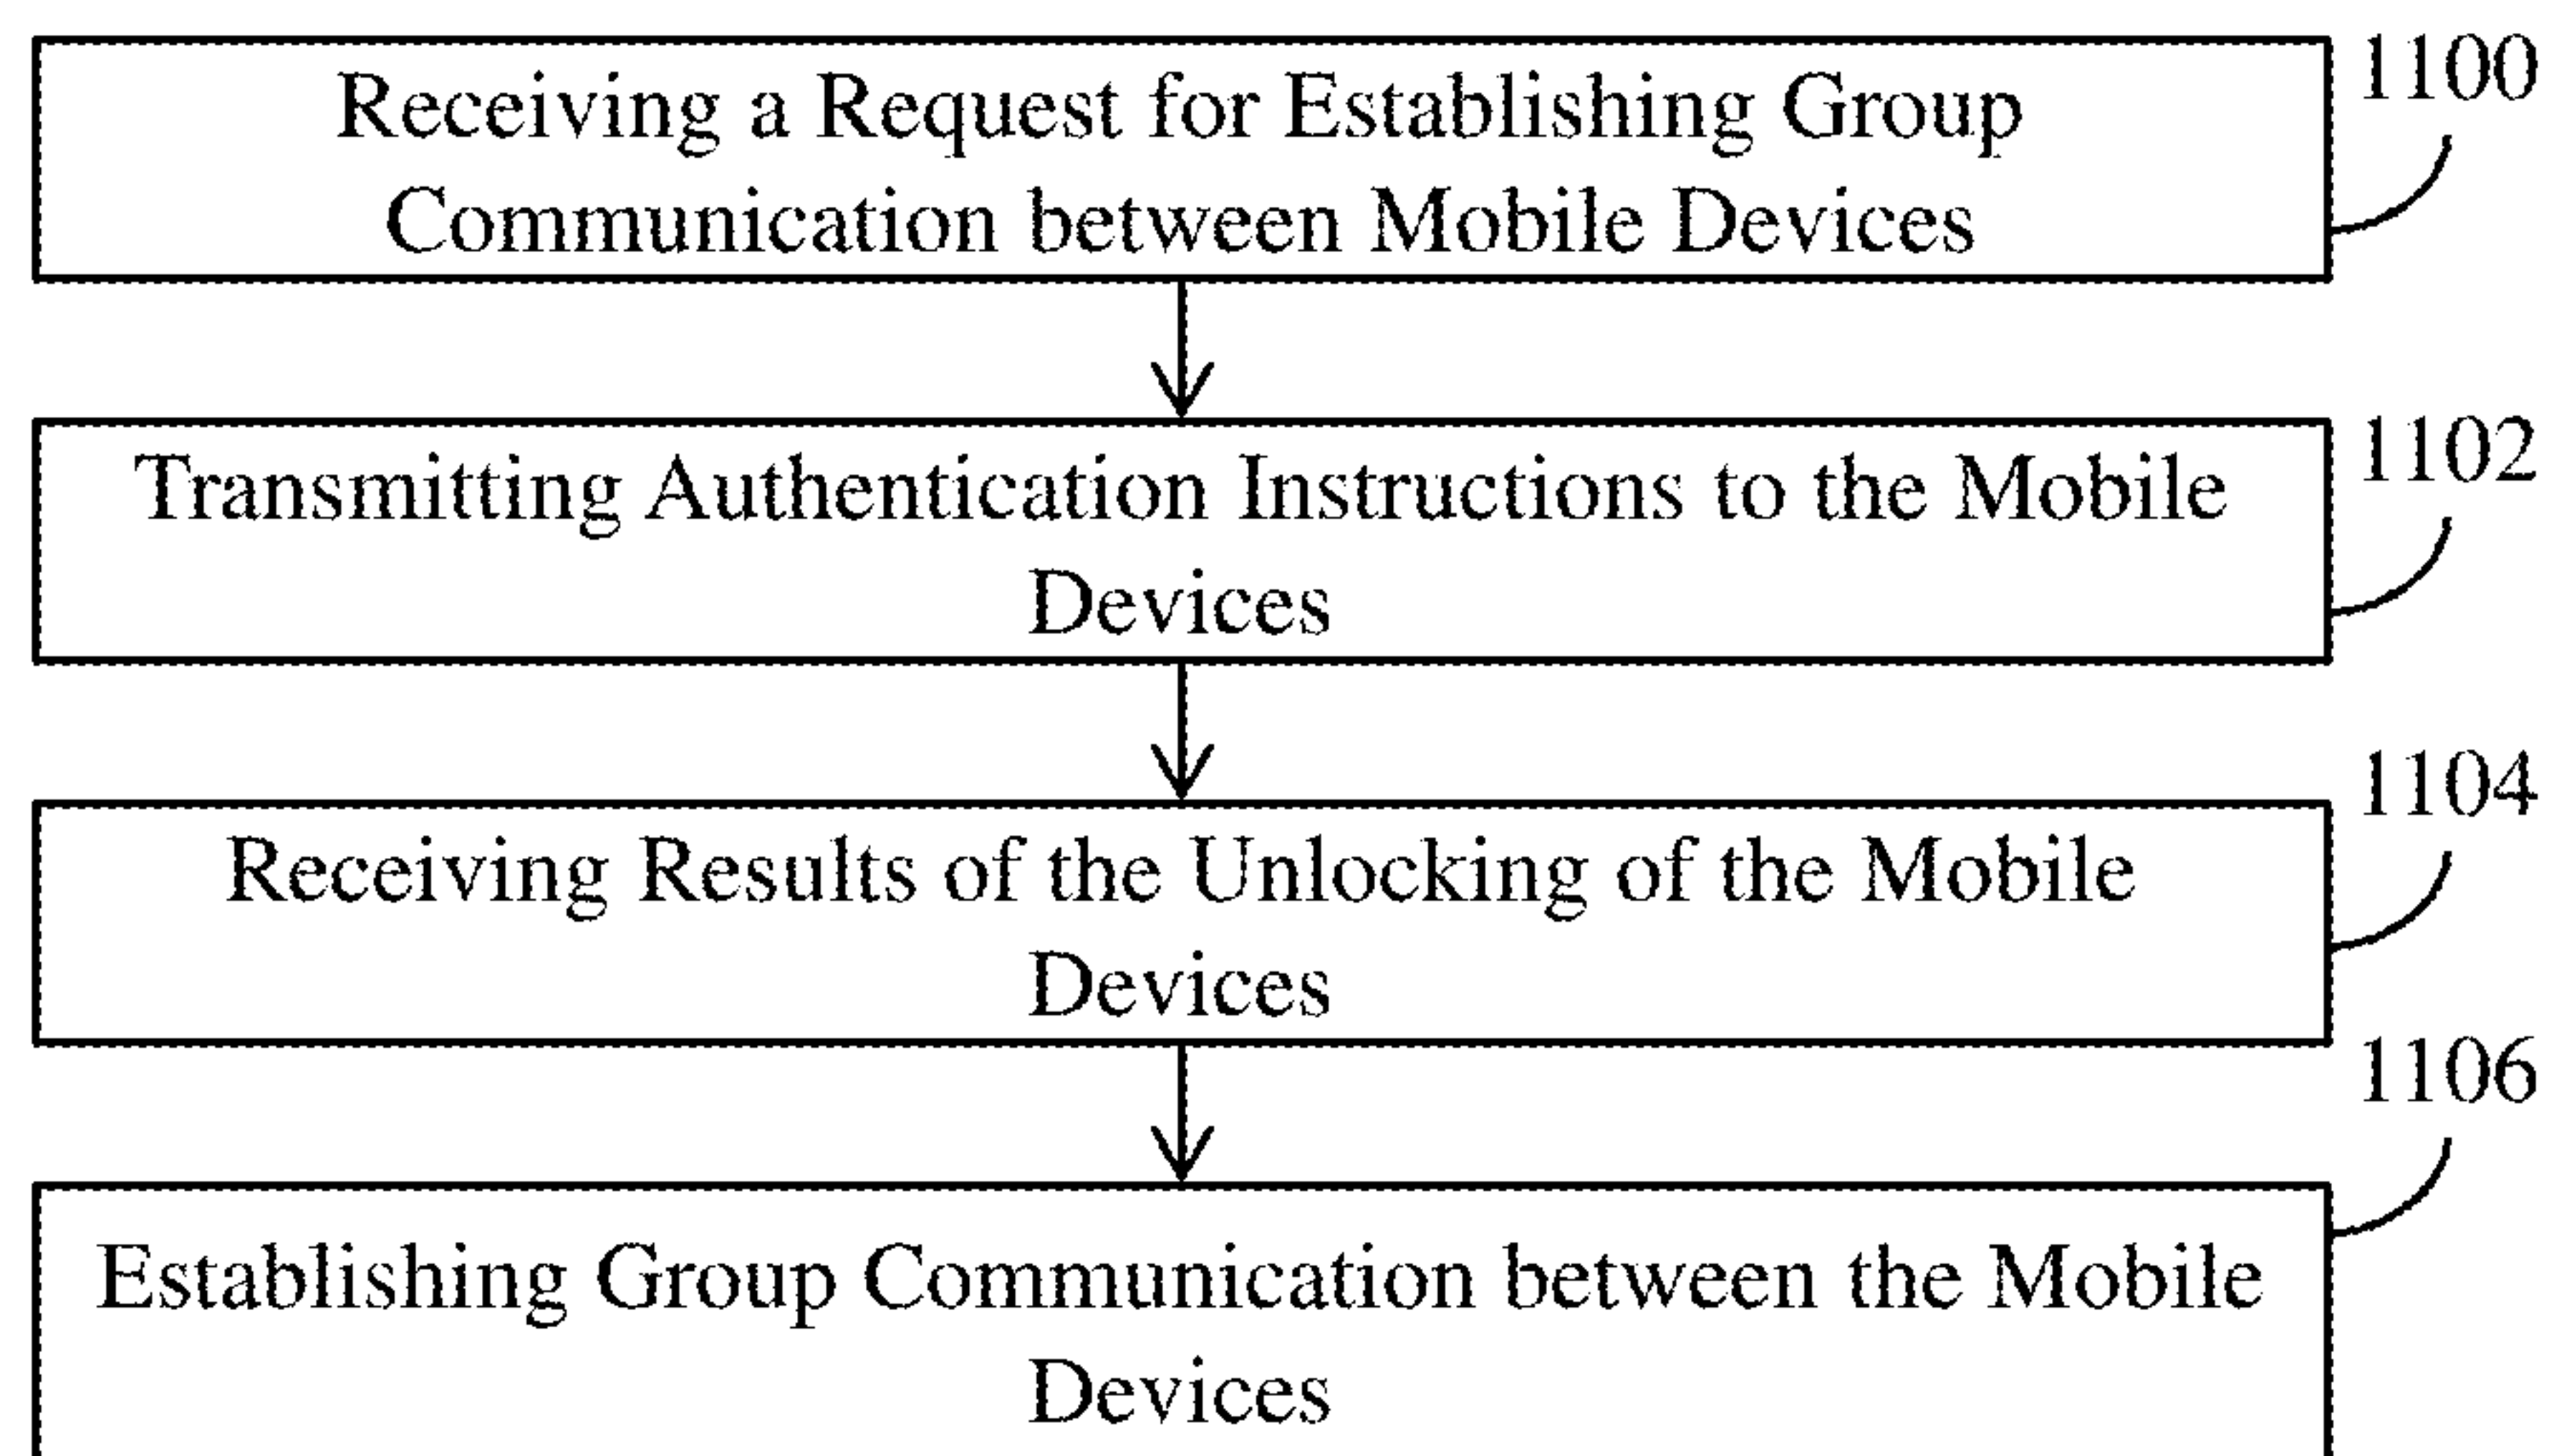 Receiving a Request for Establishing Group
Communication between Mobile Devices
1100
Transmitting Authentication Instructions to the Mobile
Devices
1102
Receiving Results of the Unlocking of the Mobile
Devices
1104
Establishing Group Communication between the Mobile
Devices
1106